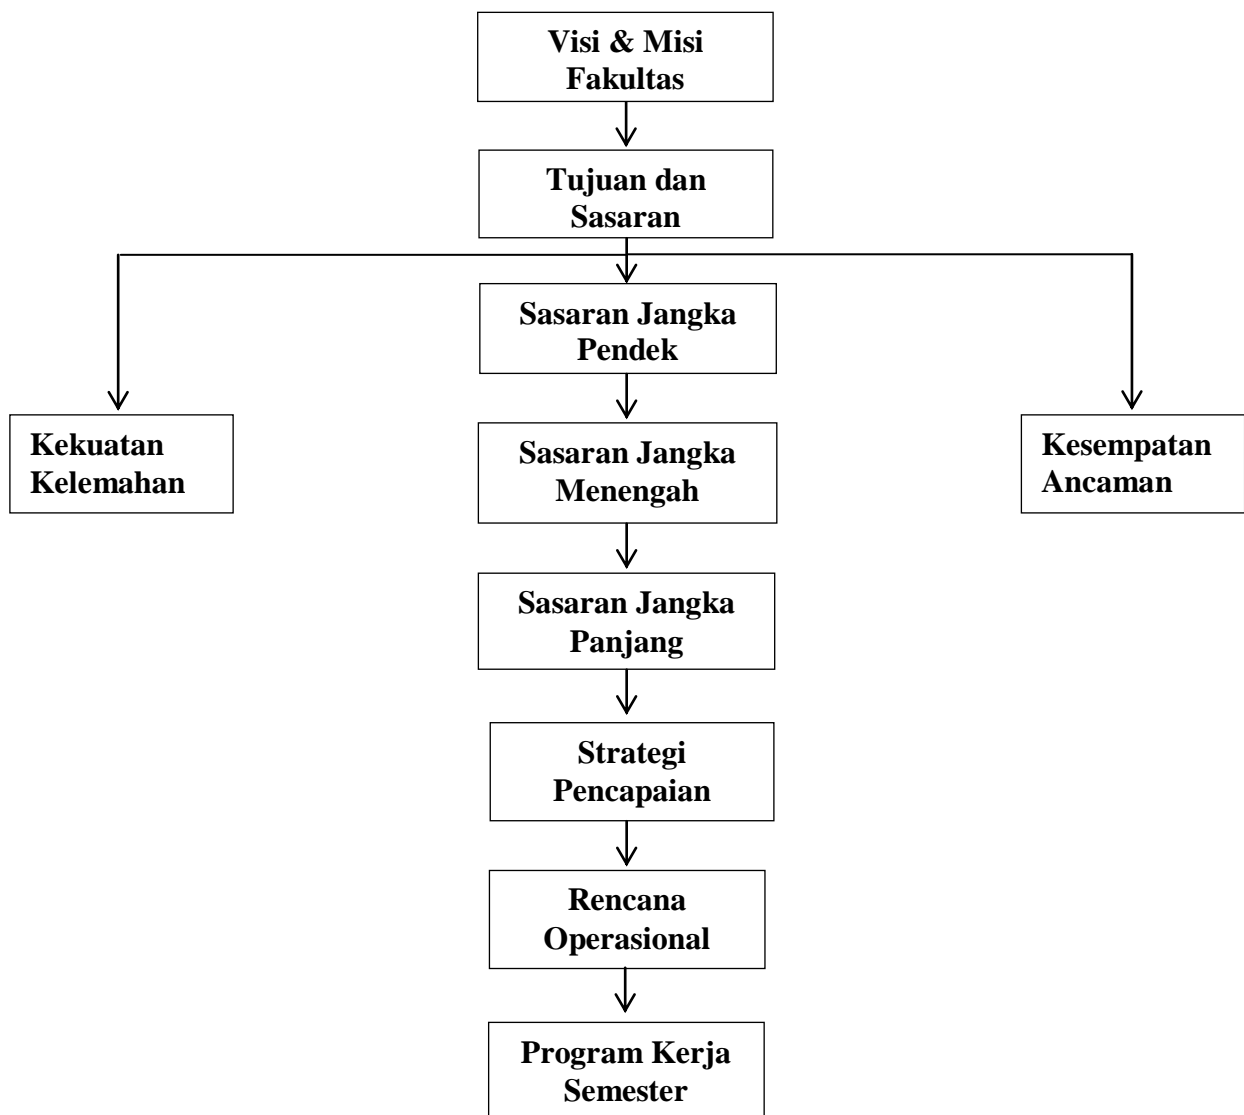 Visi & Misi
Fakultas
Tujuan dan
Sasaran
Sasaran Jangka
Pendek
Kekuatan
Kelemahan
Sasaran Jangka
Menengah
Kesempatan
Ancaman
Sasaran Jangka
Panjang
Strategi
Pencapaian
Rencana
Operasional
Program Kerja
Semester